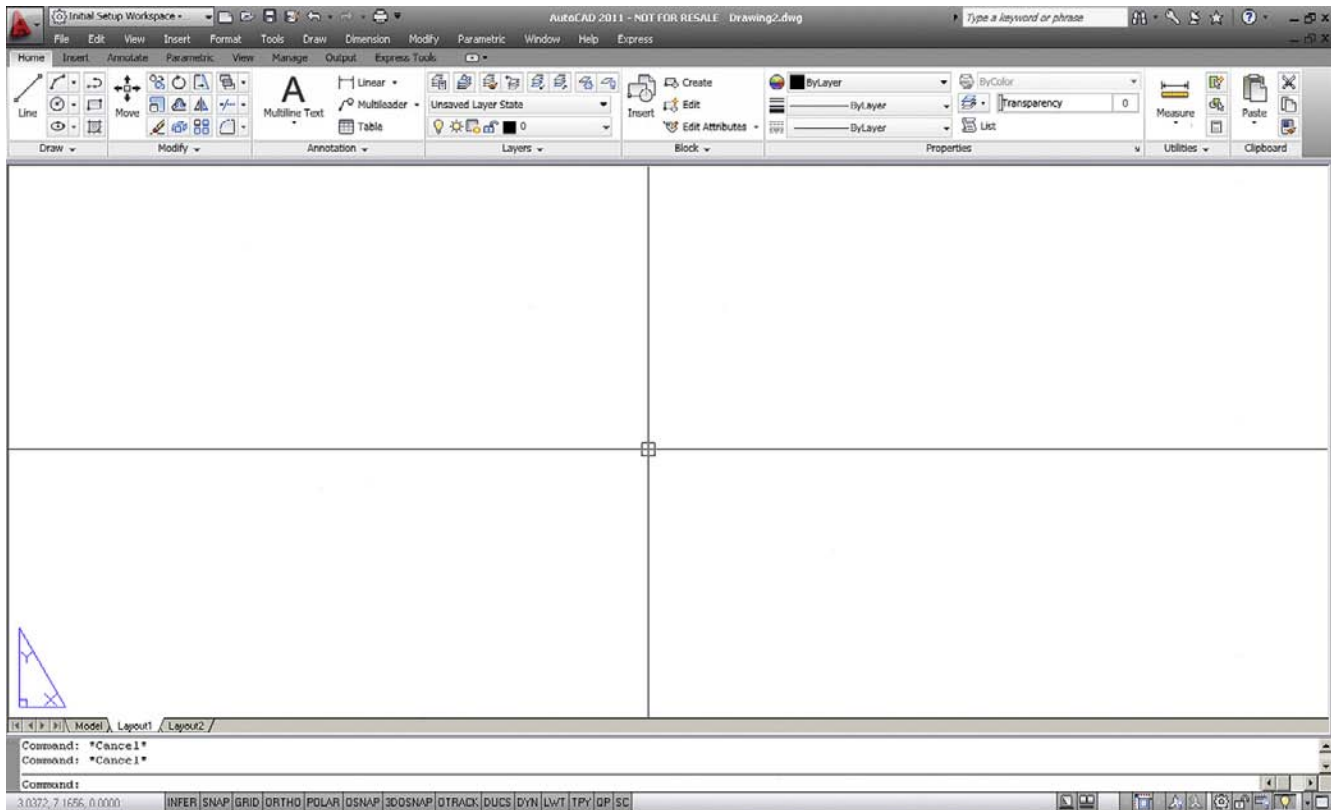 Initial Setup Workspace
AutoCAD 2011 - NOT FOR RESALE Drawing2.dwg
Type a keyword or phrase
File Edit View Insert Format Tools Draw Dimension Modify Parametric Window Help Express
Home Insert Annotate Parametric View Manage Output Express Tools
Line
Move
A
Multiline Text
Linear
Multileader
Table
Unsaved Layer State
0
Insert
Create
Edit
Edit Attributes
ByLayer
ByLayer
ByLayer
ByColor
Transparency 0
List
Measure
Paste
Draw Modify Annotation Layers Block Properties Utilities Clipboard
Y
X
Model Layout1 Layout2
Command: *Cancel*
Command: *Cancel*
Command:
3.0372, 7.1656, 0.0000 INFER SNAP GRID ORTHO POLAR OSNAP 3DOSNAP OTRACK DUCS DYN LWT TPY QP SC